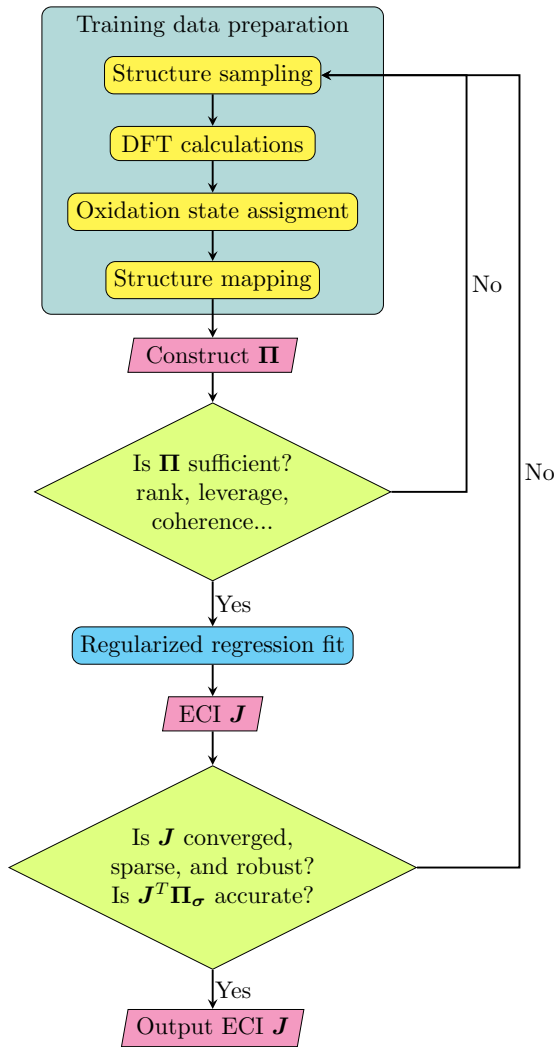 Training data preparation
Structure sampling
DFT calculations
Oxidation state assigment
Structure mapping
No
Construct Π
Is Π sufficient?
rank, leverage,
coherence...
No
Yes
Regularized regression fit
ECI J
Is J converged,
sparse, and robust?
Is J^T Π_σ accurate?
Yes
Output ECI J